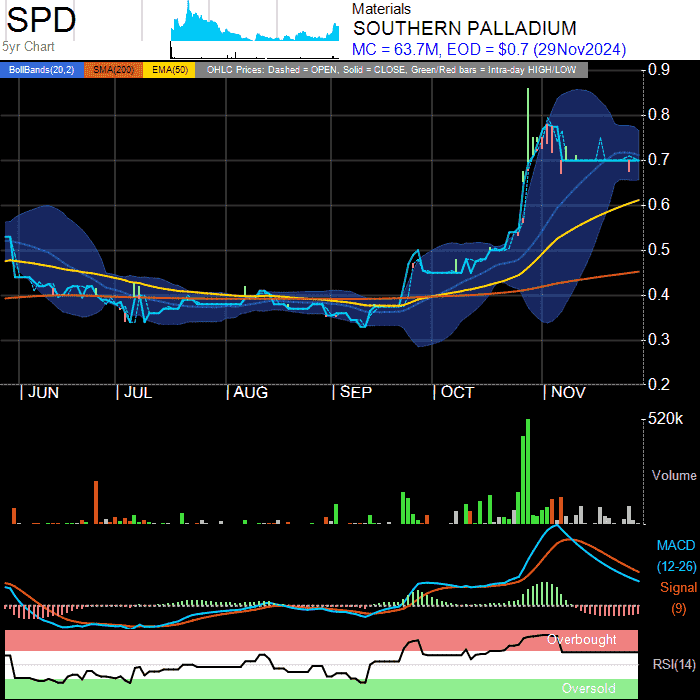 SPD
5yr Chart
Materials
SOUTHERN PALLADIUM
MC = 63.7M, EOD = $0.7 (29Nov2024)
BollBands(20,2) SMA(200) EMA(50) OHLC Prices: Dashed = OPEN, Solid = CLOSE, Green/Red bars = Intra-day HIGH/LOW
0.9
0.8
0.7
0.6
0.5
0.4
0.3
0.2
JUN JUL AUG SEP OCT NOV
520k
Volume
MACD
(12-26)
Signal
(9)
Overbought
RSI(14)
Oversold